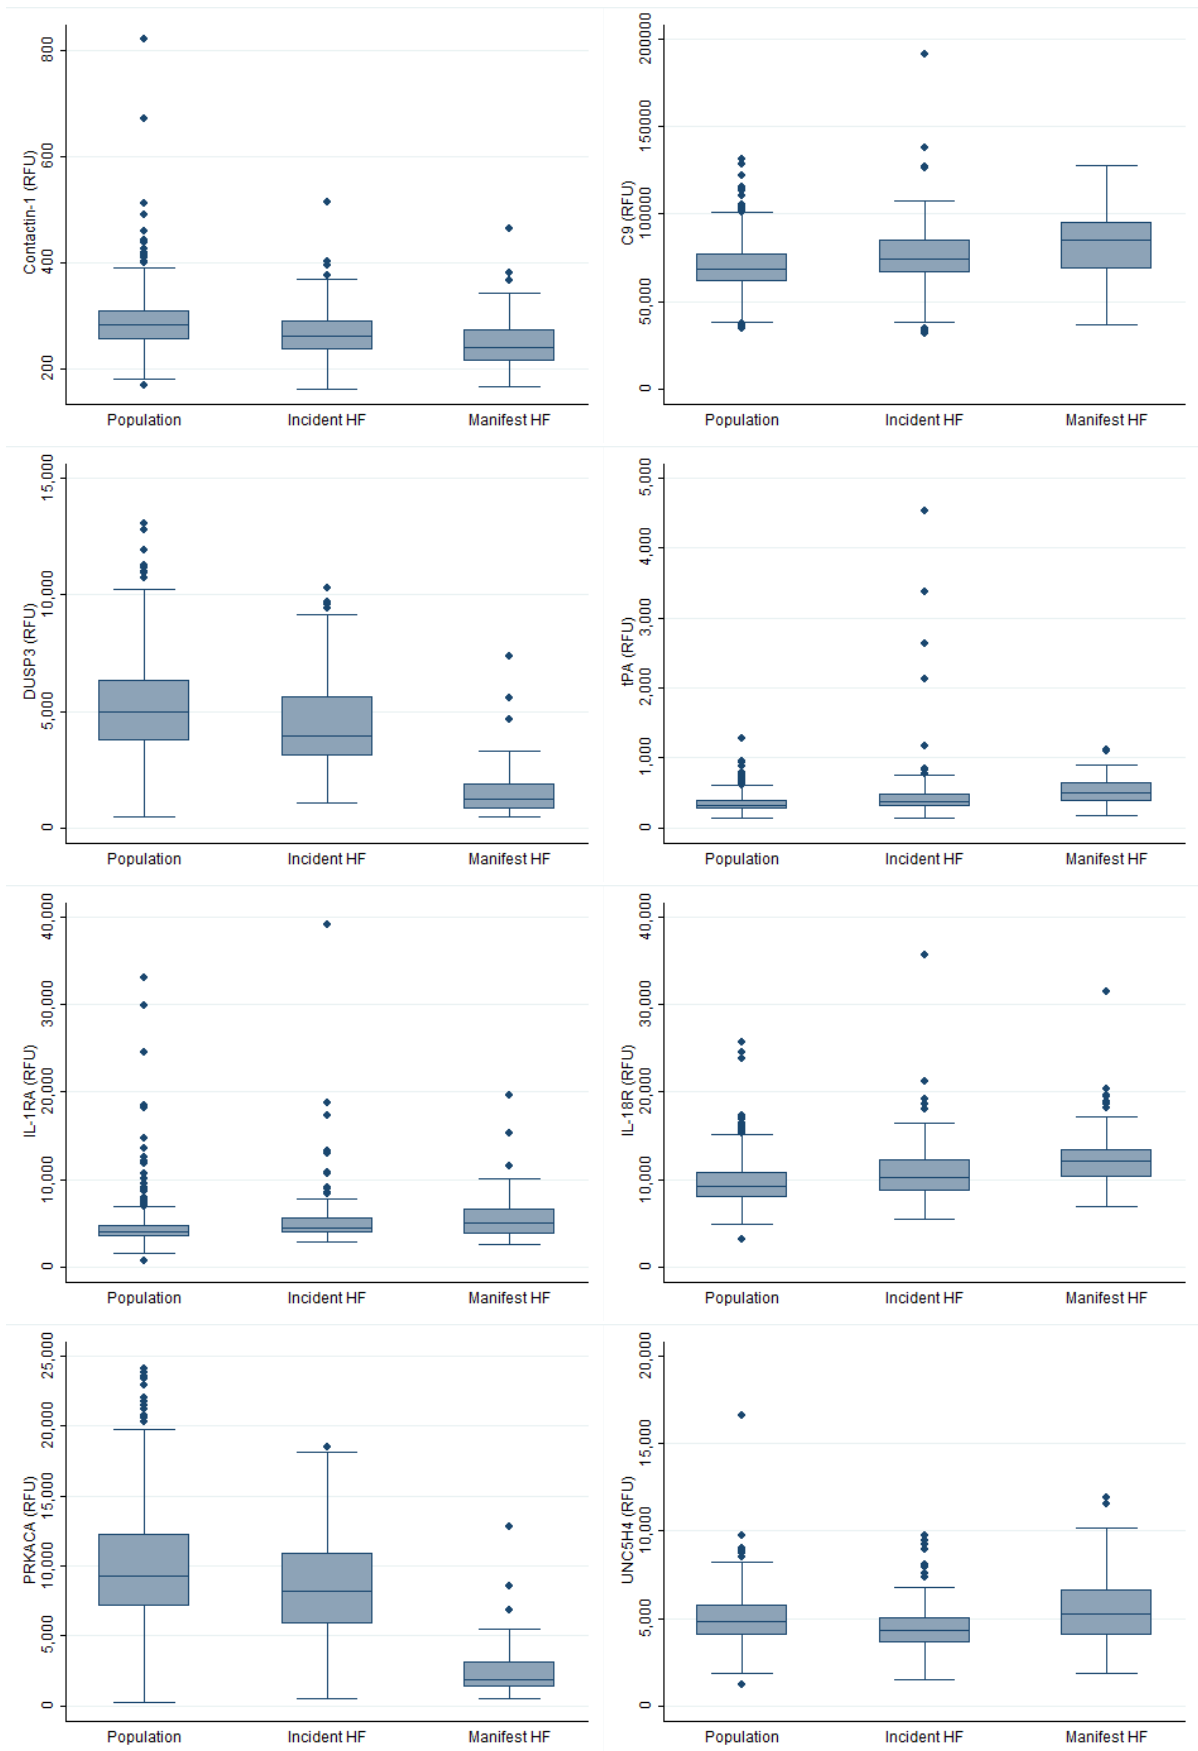 Contactin-1 (RFU)
800
600
400
200
Population Incident HF Manifest HF
C9 (RFU)
200000
150000
100000
50,000
0
Population Incident HF Manifest HF
DUSP3 (RFU)
15,000
10,000
5,000
0
Population Incident HF Manifest HF
tPA (RFU)
5,000
4,000
3,000
2,000
1,000
0
Population Incident HF Manifest HF
IL-1RA (RFU)
40,000
30,000
20,000
10,000
0
Population Incident HF Manifest HF
IL-18R (RFU)
40,000
30,000
20,000
10,000
0
Population Incident HF Manifest HF
PRKACA (RFU)
25,000
20,000
15,000
10,000
5,000
0
Population Incident HF Manifest HF
UNC5H4 (RFU)
20,000
15,000
10,000
5,000
0
Population Incident HF Manifest HF